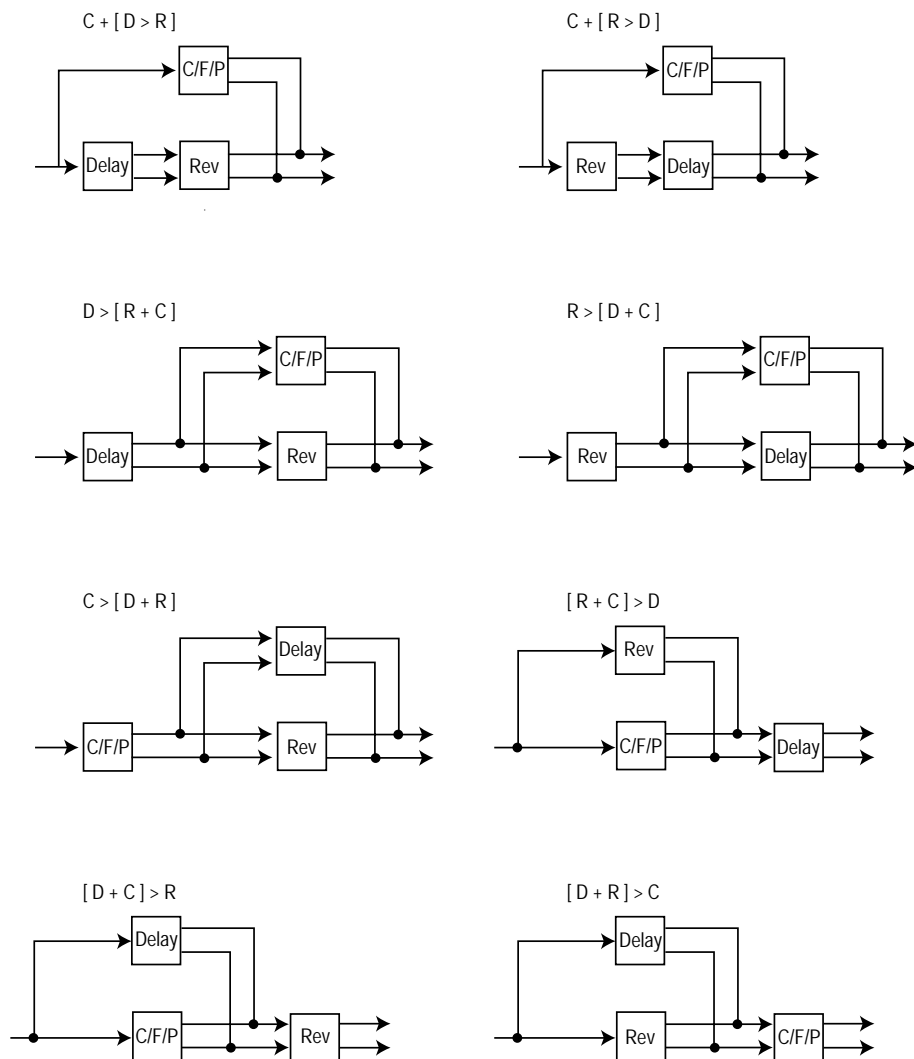 C + [ D > R ]
C/F/P
Delay
Rev
C + [ R > D ]
C/F/P
Rev
Delay
D > [ R + C ]
C/F/P
Delay
Rev
R > [ D + C ]
C/F/P
Rev
Delay
C > [ D + R ]
Delay
C/F/P
Rev
[ R + C ] > D
Rev
C/F/P
Delay
[ D + C ] > R
Delay
C/F/P
Rev
[ D + R ] > C
Delay
Rev
C/F/P